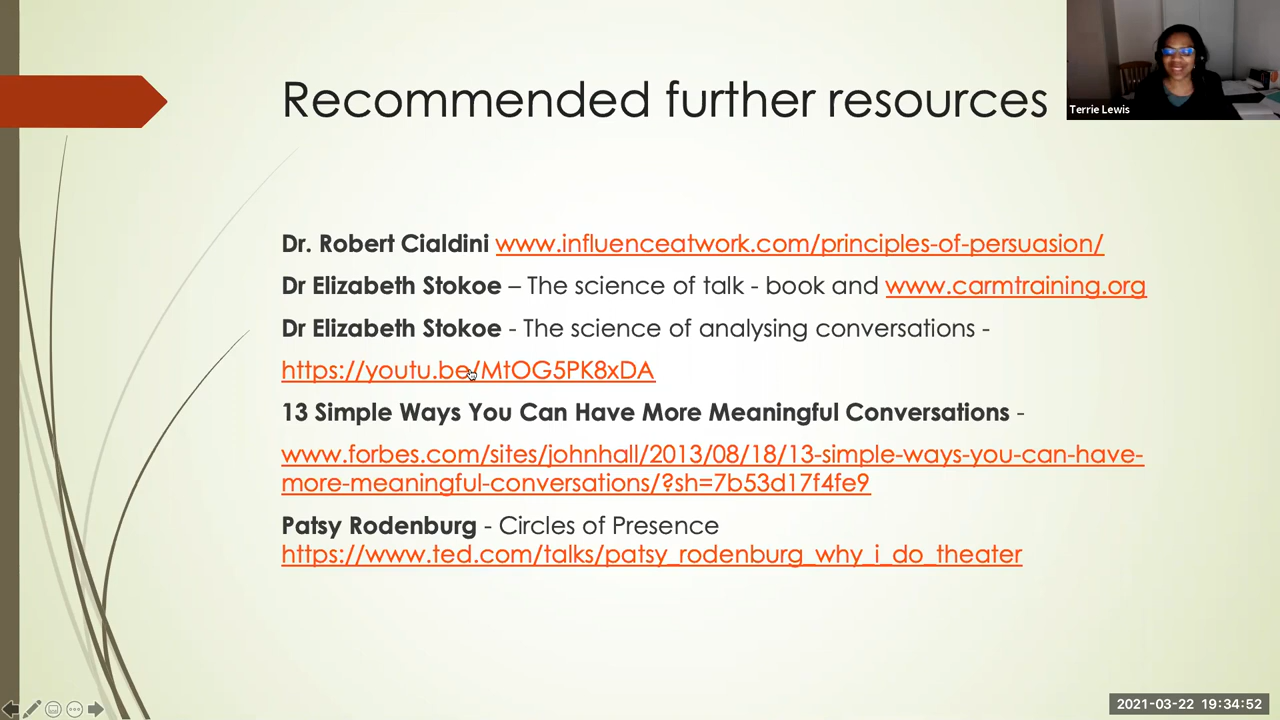 Recommended further resources
Terrie Lewis
Dr. Robert Cialdini www.influenceatwork.com/principles-of-persuasion/
Dr Elizabeth Stokoe – The science of talk - book and www.carmtraining.org
Dr Elizabeth Stokoe - The science of analysing conversations -
https://youtu.be/MtOG5PK8xDA
13 Simple Ways You Can Have More Meaningful Conversations -
www.forbes.com/sites/johnhall/2013/08/18/13-simple-ways-you-can-have-
more-meaningful-conversations/?sh=7b53d17f4fe9
Patsy Rodenburg - Circles of Presence
https://www.ted.com/talks/patsy_rodenburg_why_i_do_theater
2021-03-22 19:34:52